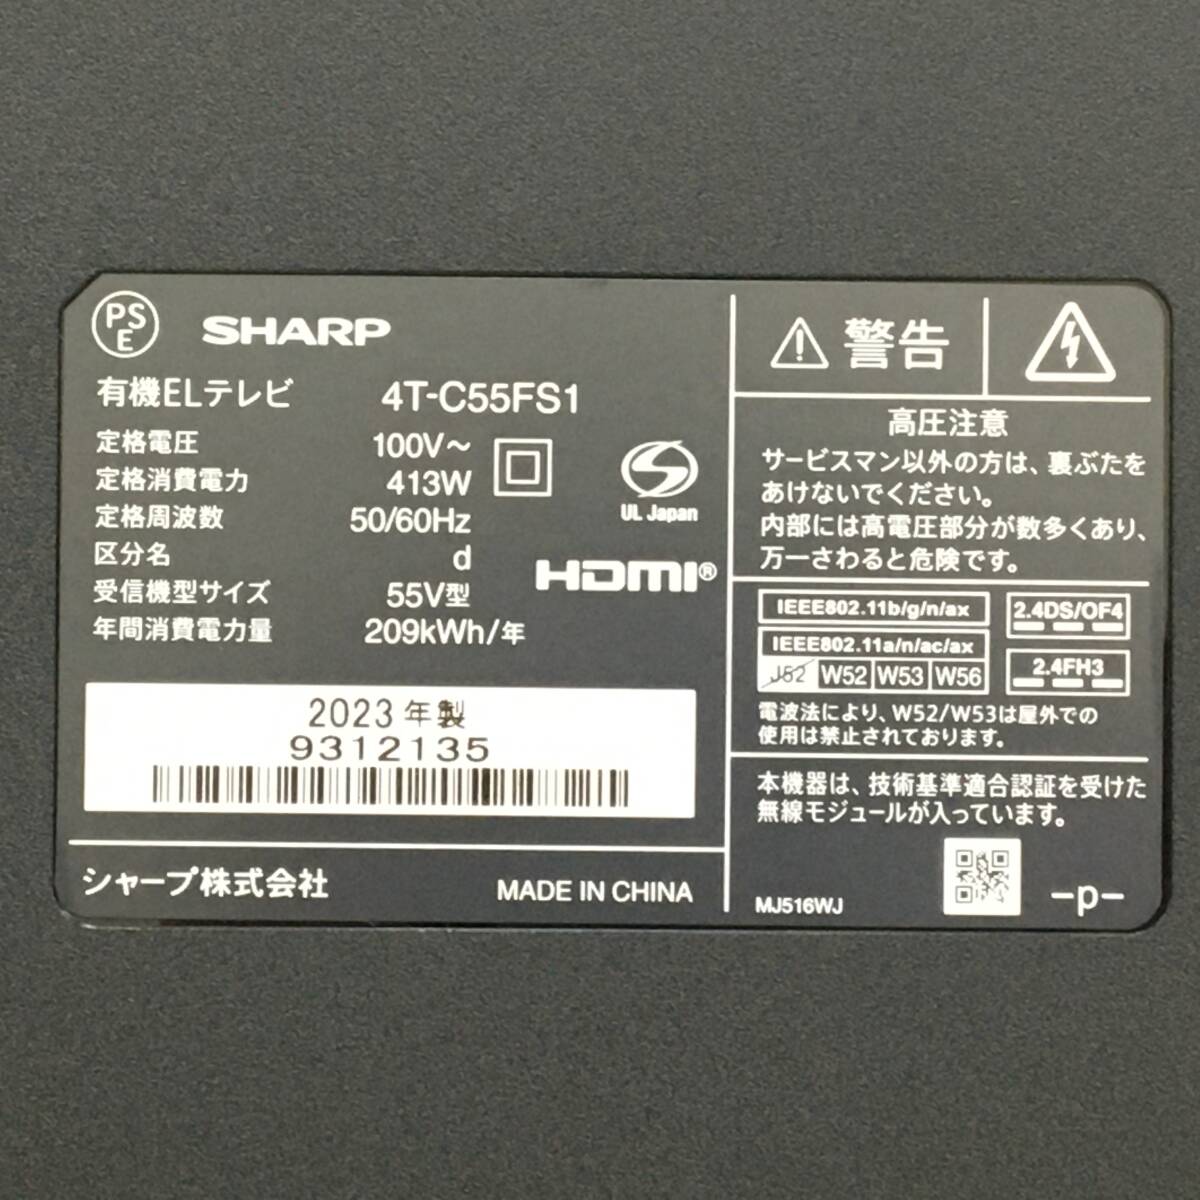 PS
E
SHARP
有機ELテレビ 4T-C55FS1
定格電圧 100V～
定格消費電力 413W
定格周波数 50/60Hz
区分名 d
受信機型サイズ 55V型
年間消費電力量 209kWh/年
S
UL Japan
HDMI®
2023年製
9312135
シャープ株式会社
MADE IN CHINA
警告
高圧注意
サービスマン以外の方は、裏ぶたを
あけないでください。
内部には高電圧部分が数多くあり、
万一さわると危険です。
IEEE802.11b/g/n/ax
IEEE802.11a/n/ac/ax
J52 W52 W53 W56
2.4DS/OF4
2.4FH3
電波法により、W52/W53は屋外での
使用は禁止されております。
本機器は、技術基準適合認証を受けた
無線モジュールが入っています。
MJ516WJ
-p-